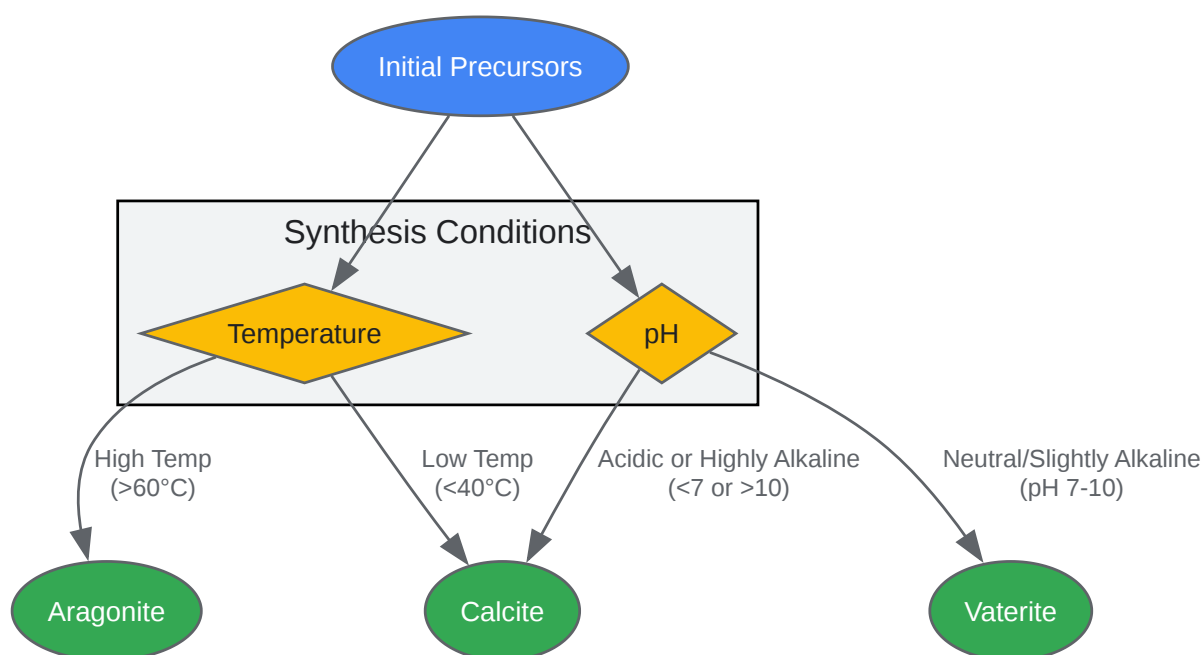 Initial Precursors
Synthesis Conditions
Temperature
pH
High Temp
(>60°C)
Low Temp
(<40°C)
Acidic or Highly Alkaline
(<7 or >10)
Neutral/Slightly Alkaline
(pH 7-10)
Aragonite
Calcite
Vaterite